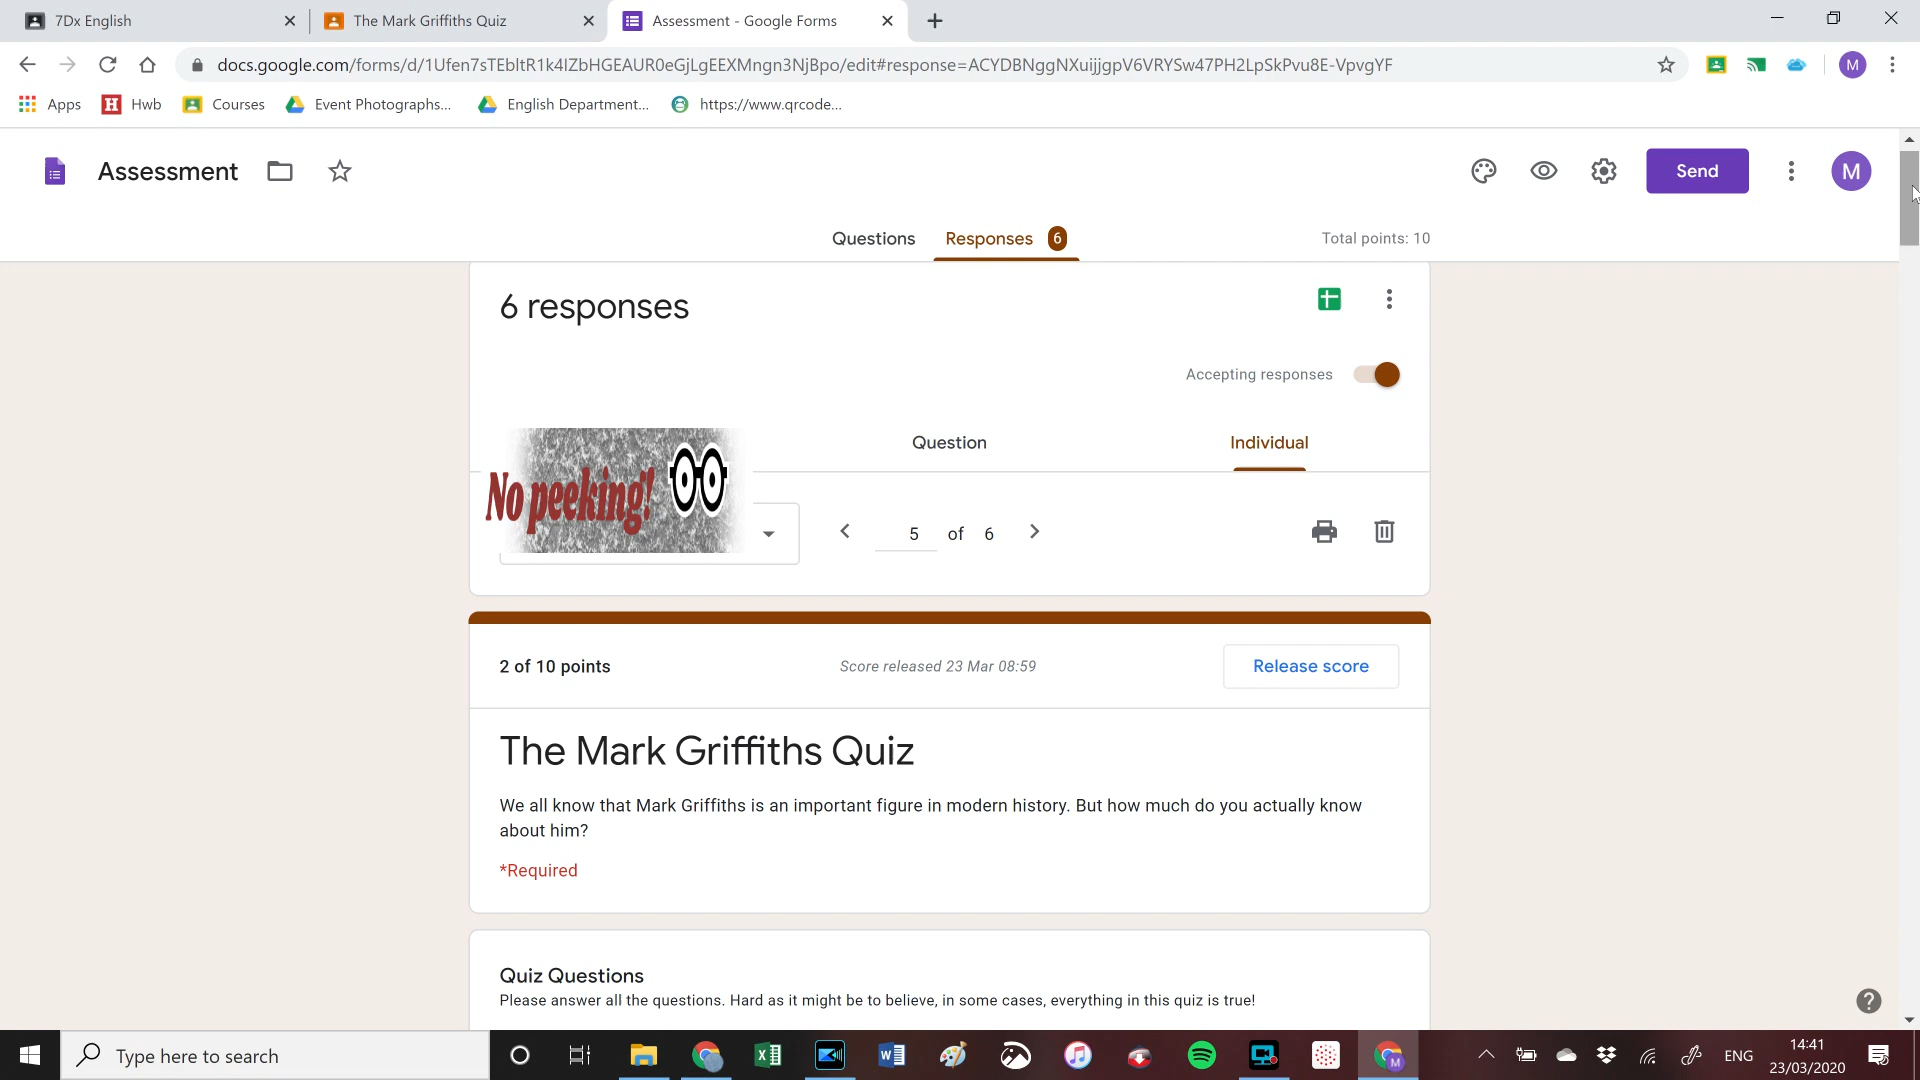 7Dx English
The Mark Griffiths Quiz
Assessment - Google Forms
docs.google.com/forms/d/1Ufen7sTEbltR1k4lZbHGEAUR0eGjLgEEXMngn3NjBpo/edit#response=ACYDBNggNXuijjgpV6VRYSw47PH2LpSkPvu8E-VpvgYF
M
Apps
Hwb
Courses
Event Photographs...
English Department...
https://www.qrcode...
Assessment
Send
M
Questions
Responses 6
Total points: 10
6 responses
Accepting responses
Question
Individual
No peeking!
5 of 6
2 of 10 points
Score released 23 Mar 08:59
Release score
The Mark Griffiths Quiz
We all know that Mark Griffiths is an important figure in modern history. But how much do you actually know
about him?
*Required
Quiz Questions
Please answer all the questions. Hard as it might be to believe, in some cases, everything in this quiz is true!
Type here to search
ENG
14:41
23/03/2020